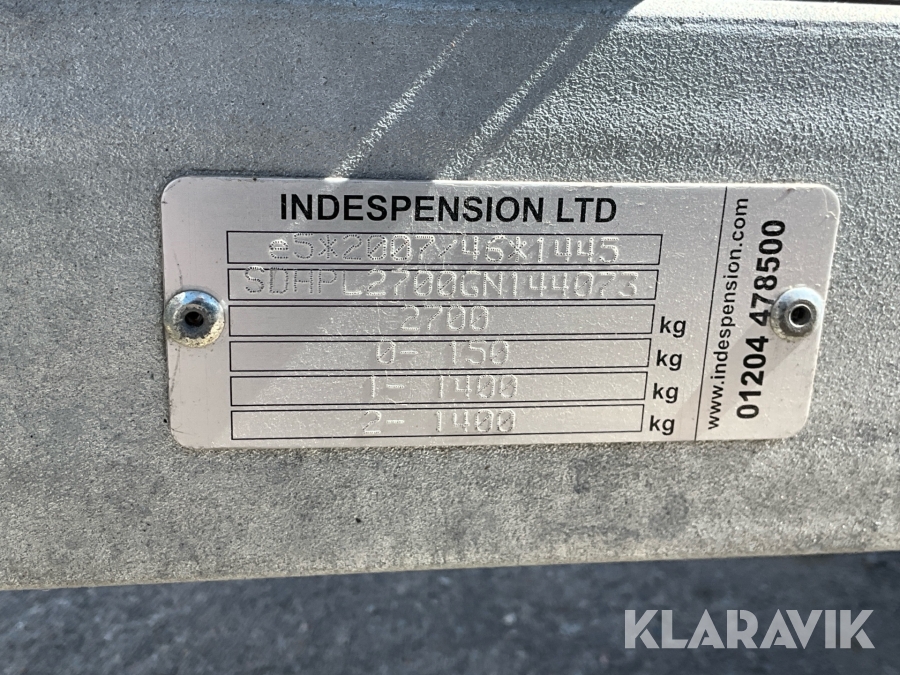 INDESPENSION LTD
e5*2007/46*1445
SDAPL2700GN144073
2700 kg
0- 150 kg
1- 1400 kg
2- 1400 kg
www.indespension.com
01204 478500
KLARAVIK